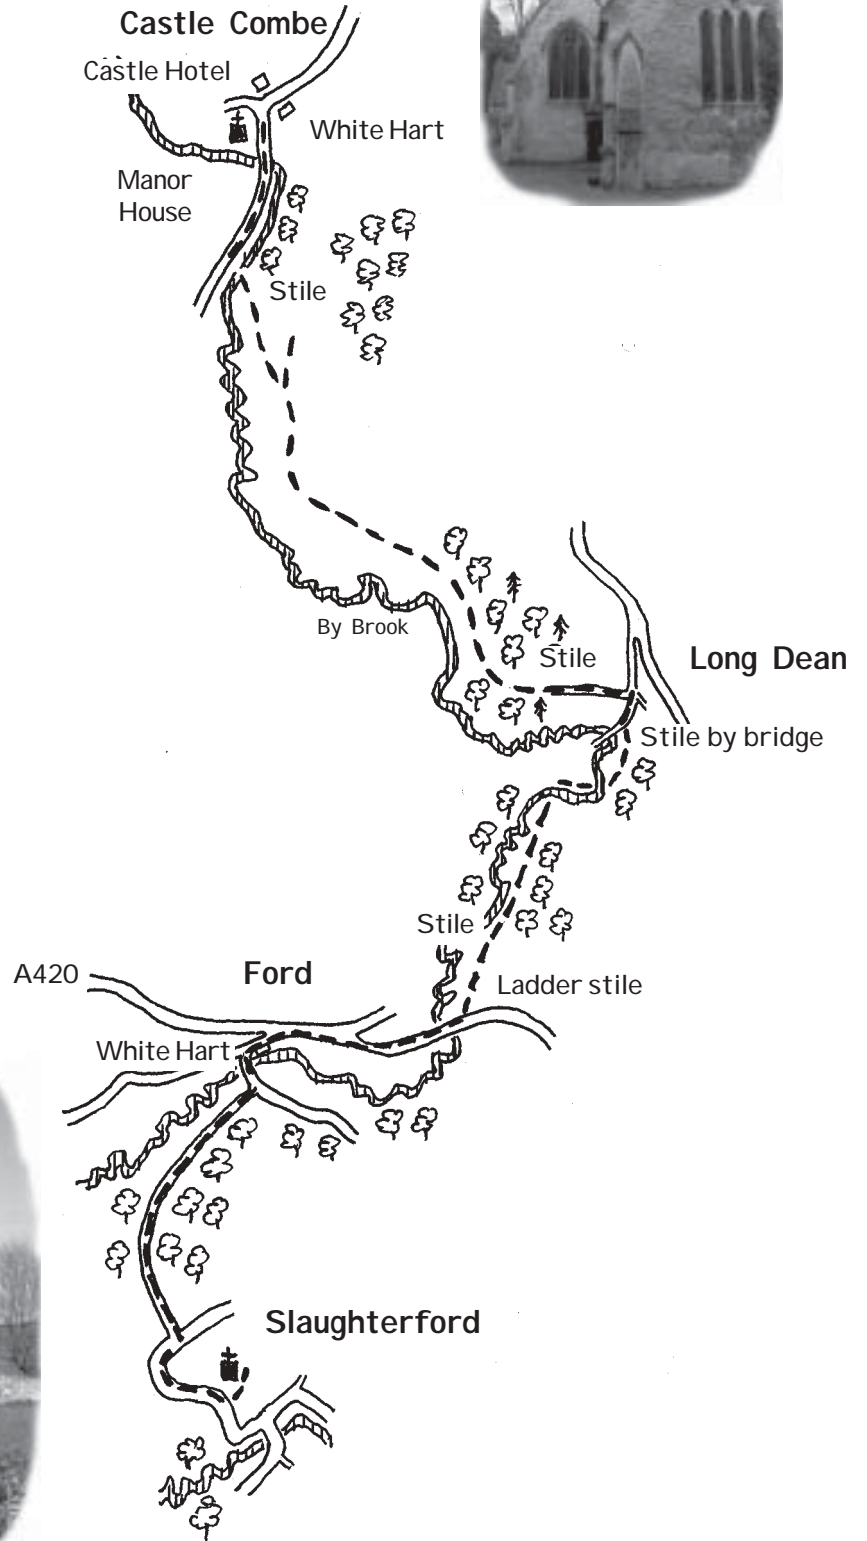 Castle Combe
Castle Hotel
White Hart
Manor
House
Stile
By Brook
Stile
Long Dean
Stile by bridge
Stile
A420
Ford
Ladder stile
White Hart
Slaughterford